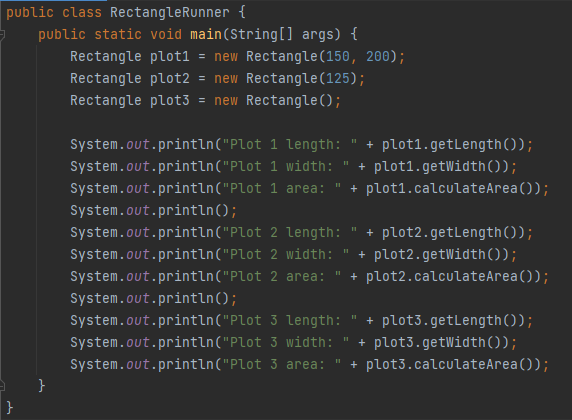 public class RectangleRunner {
    public static void main(String[] args) {
        Rectangle plot1 = new Rectangle(150, 200);
        Rectangle plot2 = new Rectangle(125);
        Rectangle plot3 = new Rectangle();

        System.out.println("Plot 1 length: " + plot1.getLength());
        System.out.println("Plot 1 width: " + plot1.getWidth());
        System.out.println("Plot 1 area: " + plot1.calculateArea());
        System.out.println();
        System.out.println("Plot 2 length: " + plot2.getLength());
        System.out.println("Plot 2 width: " + plot2.getWidth());
        System.out.println("Plot 2 area: " + plot2.calculateArea());
        System.out.println();
        System.out.println("Plot 3 length: " + plot3.getLength());
        System.out.println("Plot 3 width: " + plot3.getWidth());
        System.out.println("Plot 3 area: " + plot3.calculateArea());
    }
}